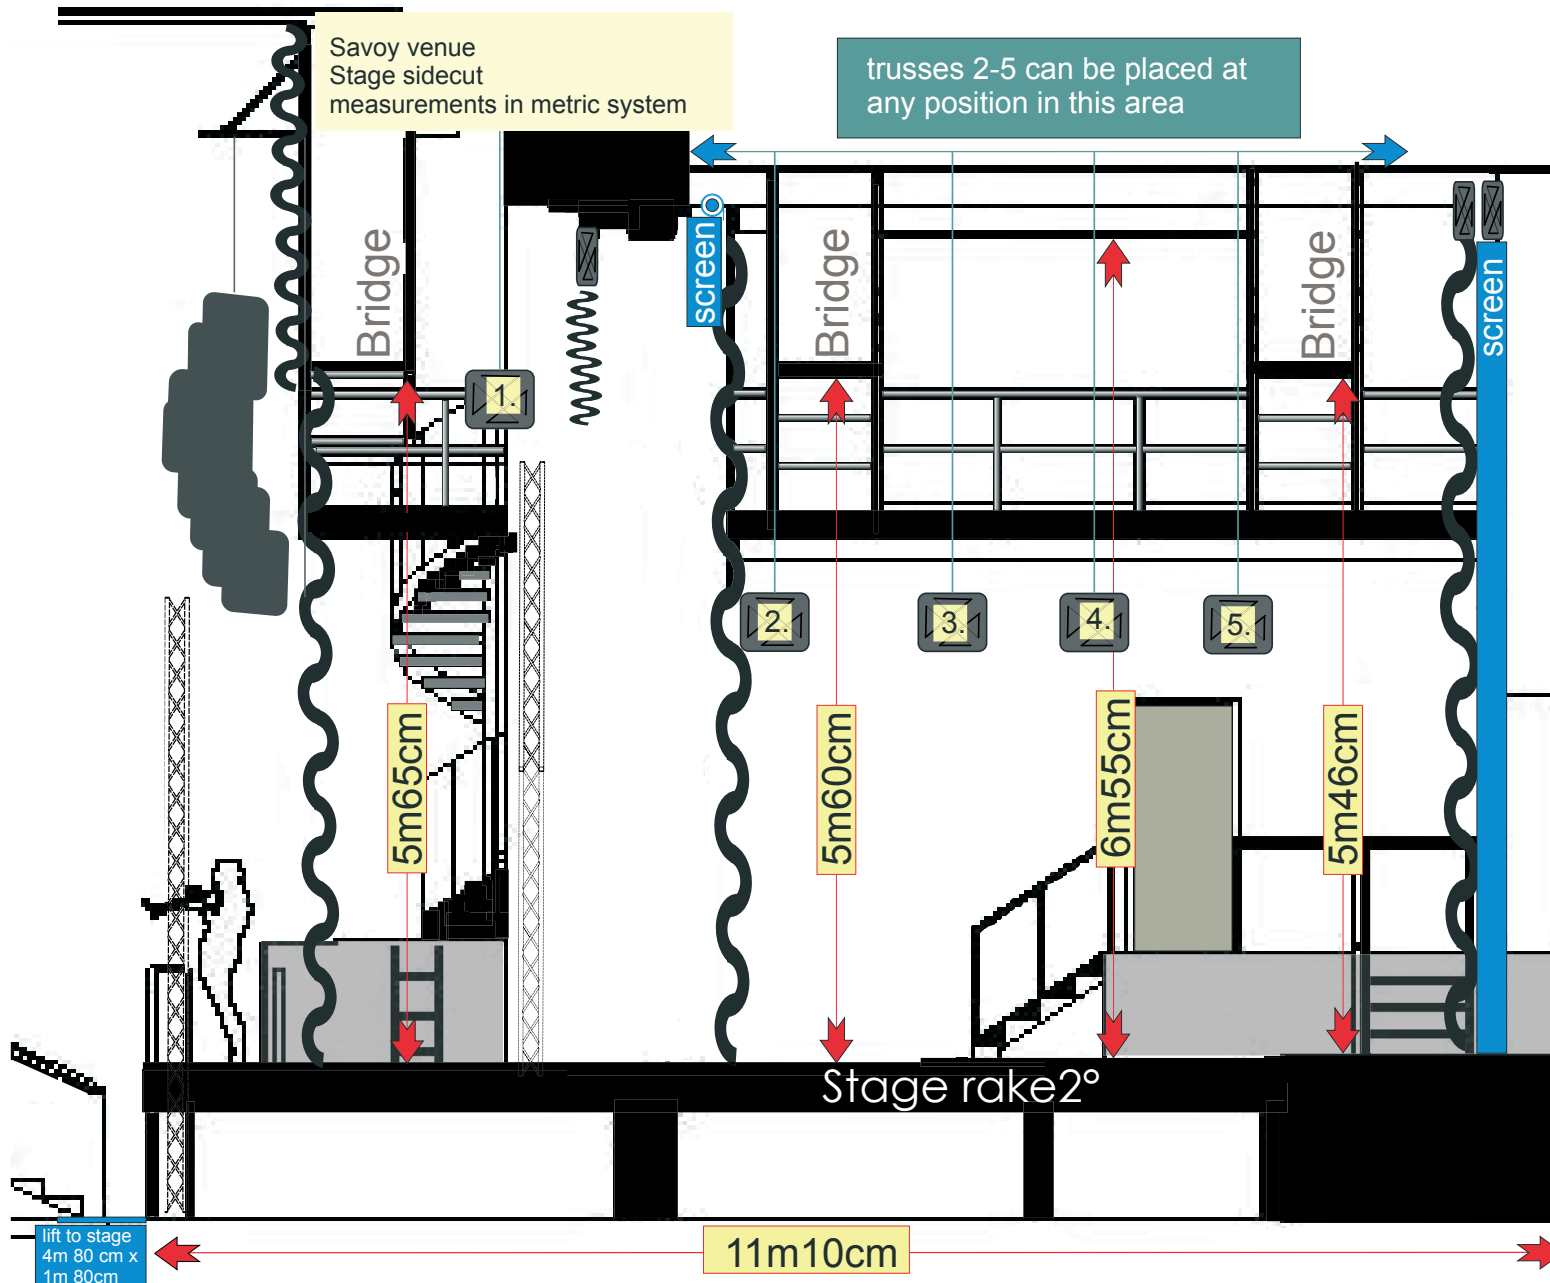 Savoy venue
Stage sidecut
measurements in metric system
trusses 2-5 can be placed at
any position in this area
Bridge
screen
Bridge
Bridge
screen
1.
2.
3.
4.
5.
5m65cm
5m60cm
6m55cm
5m46cm
Stage rake2°
lift to stage
4m 80 cm x
1m 80cm
11m10cm